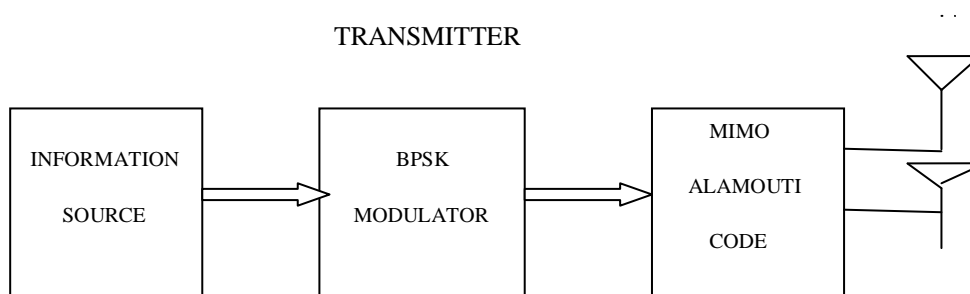 TRANSMITTER
INFORMATION
SOURCE
BPSK
MODULATOR
MIMO
ALAMOUTI
CODE